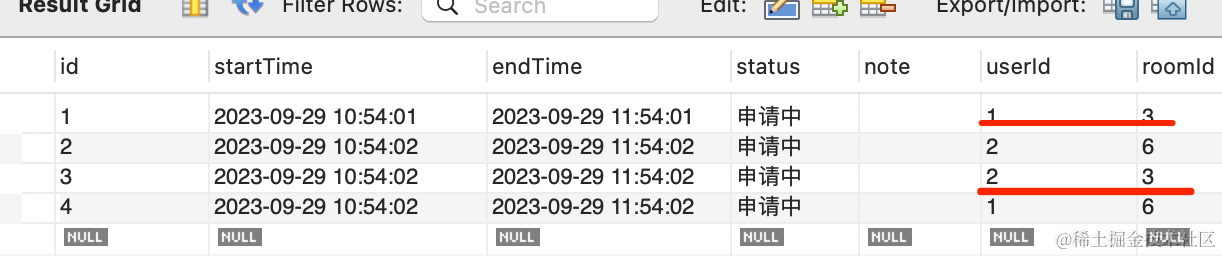 Result Grid Filter Rows: Search Edit: Export/Import:
id startTime endTime status note userId roomId
1 2023-09-29 10:54:01 2023-09-29 11:54:01 申请中 1 3
2 2023-09-29 10:54:02 2023-09-29 11:54:02 申请中 2 6
3 2023-09-29 10:54:02 2023-09-29 11:54:02 申请中 2 3
4 2023-09-29 10:54:02 2023-09-29 11:54:02 申请中 1 6
NULL NULL NULL NULL NULL NULL NULL
@稀土掘金技术社区